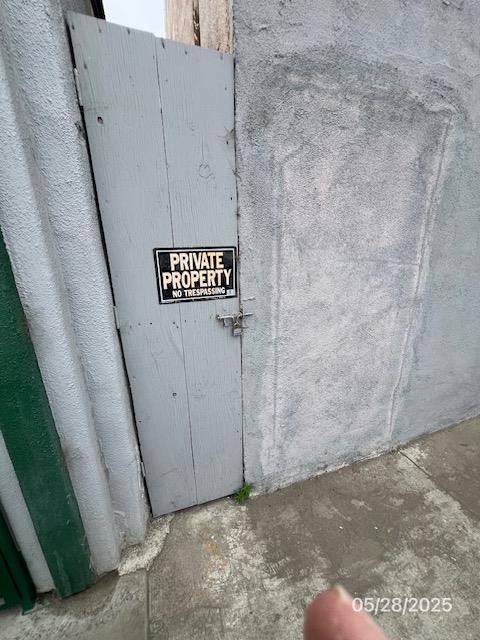 PRIVATE
PROPERTY
NO TRESPASSING
05/28/2025